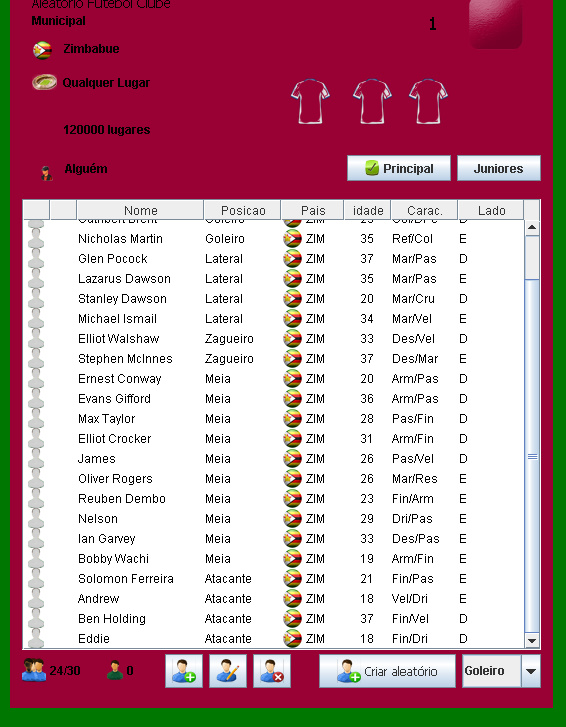 Aleatório Futebol Clube
Municipal
1
Zimbabue
Qualquer Lugar
120000 lugares
Alguém
Principal
Juniores
Nome Posicao Pais idade Carac. Lado
Cuthbert Brent Goleiro ZIM 23 Col/DPe D
Nicholas Martin Goleiro ZIM 35 Ref/Col E
Glen Pocock Lateral ZIM 37 Mar/Pas D
Lazarus Dawson Lateral ZIM 35 Mar/Pas E
Stanley Dawson Lateral ZIM 20 Mar/Cru D
Michael Ismail Lateral ZIM 34 Mar/Vel E
Elliot Walshaw Zagueiro ZIM 33 Des/Vel D
Stephen McInnes Zagueiro ZIM 37 Des/Mar E
Ernest Conway Meia ZIM 20 Arm/Pas D
Evans Gifford Meia ZIM 36 Arm/Pas D
Max Taylor Meia ZIM 28 Pas/Fin D
Elliot Crocker Meia ZIM 31 Arm/Fin D
James Meia ZIM 26 Pas/Vel D
Oliver Rogers Meia ZIM 26 Mar/Res E
Reuben Dembo Meia ZIM 23 Fin/Arm E
Nelson Meia ZIM 29 Dri/Pas E
Ian Garvey Meia ZIM 33 Des/Pas E
Bobby Wachi Meia ZIM 19 Arm/Fin E
Solomon Ferreira Atacante ZIM 21 Fin/Pas E
Andrew Atacante ZIM 18 Vel/Dri E
Ben Holding Atacante ZIM 37 Fin/Vel D
Eddie Atacante ZIM 18 Fin/Dri D
24/30 0 Criar aleatório Goleiro